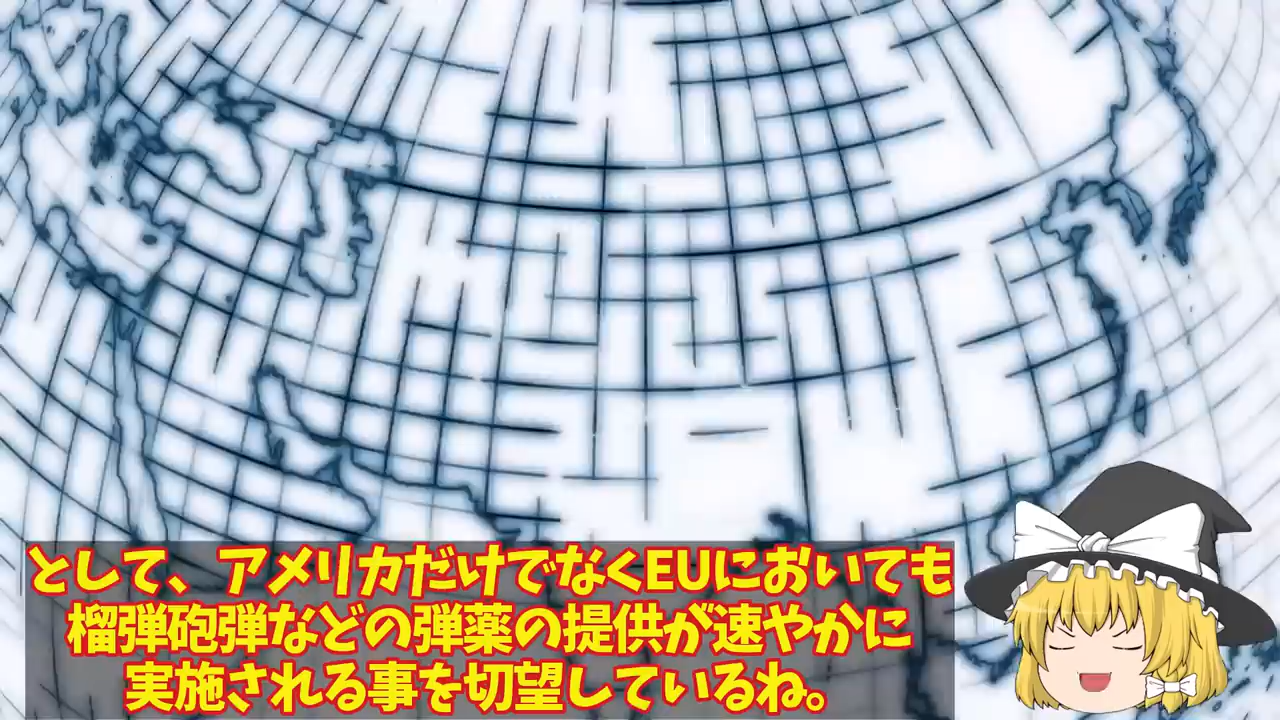 として、アメリカだけでなくEUにおいても
榴弾砲弾などの弾薬の提供が速やかに
実施される事を切望しているね。